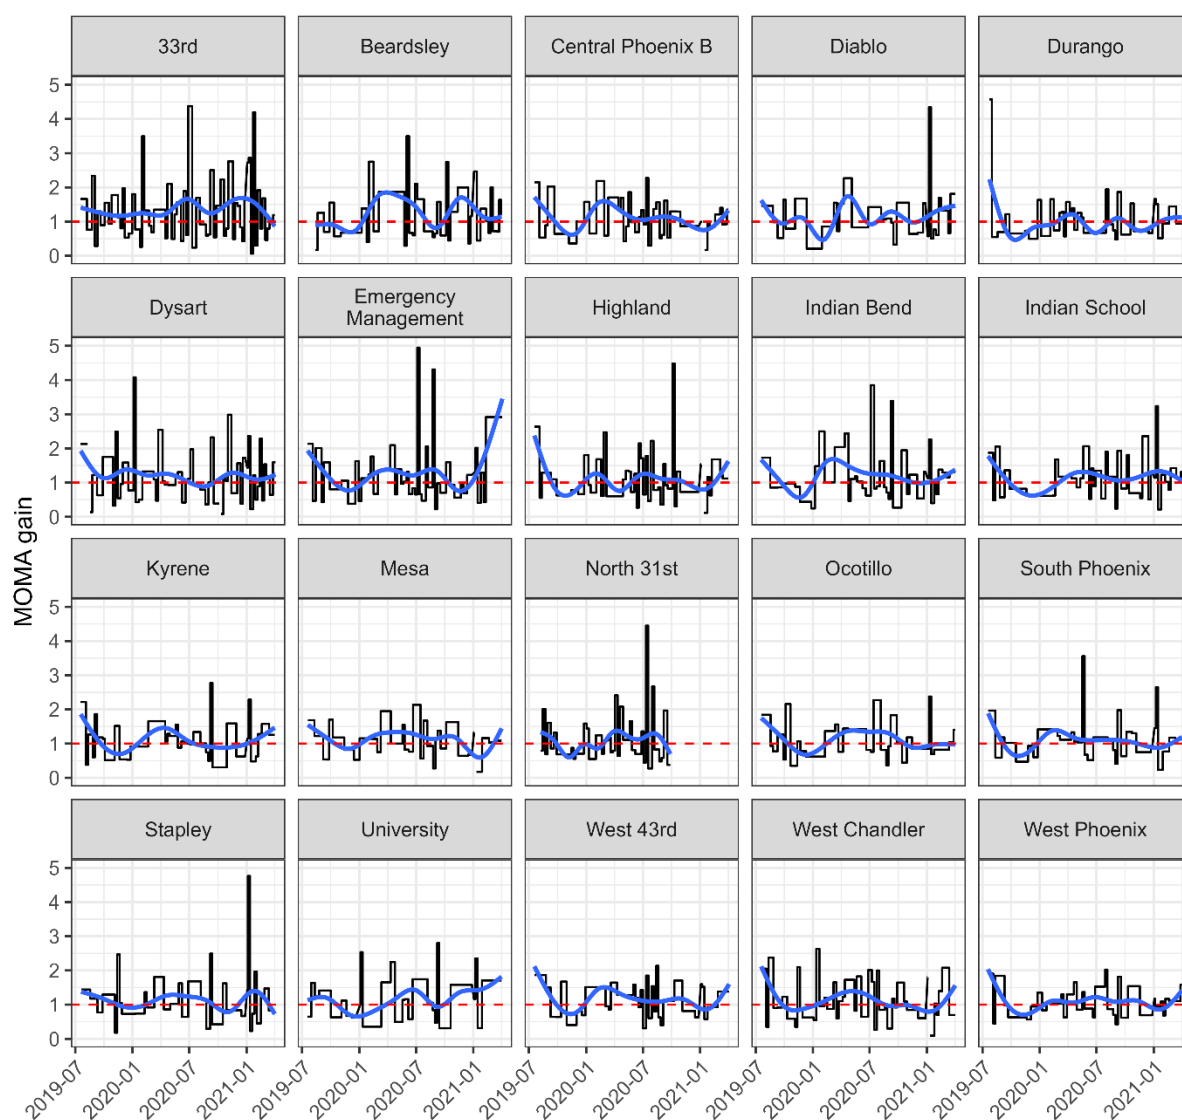 33rd
Beardsley
Central Phoenix B
Diablo
Durango
5
4
3
2
1
0
Dysart
Emergency
Management
Highland
Indian Bend
Indian School
5
4
3
2
1
0
MOMA gain
Kyrene
Mesa
North 31st
Ocotillo
South Phoenix
5
4
3
2
1
0
Stapley
University
West 43rd
West Chandler
West Phoenix
5
4
3
2
1
0
2019-07
2020-01
2020-07
2021-01
2019-07
2020-01
2020-07
2021-01
2019-07
2020-01
2020-07
2021-01
2019-07
2020-01
2020-07
2021-01
2019-07
2020-01
2020-07
2021-01